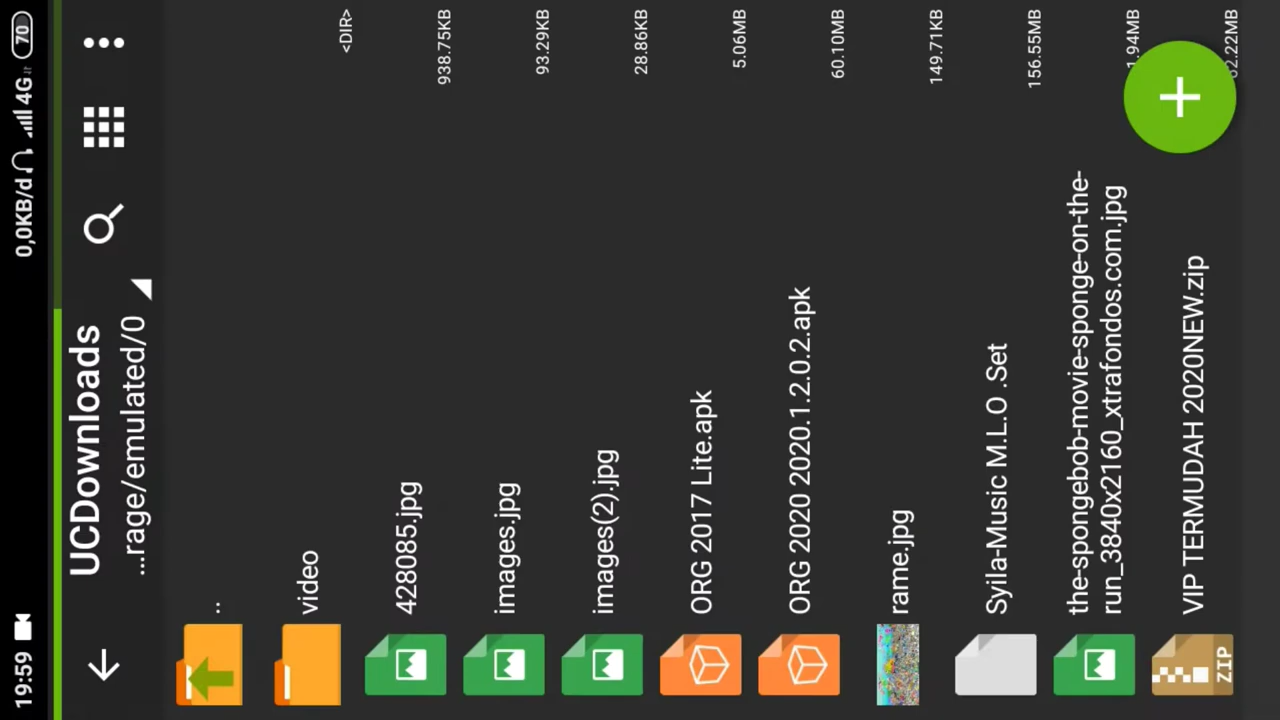 19:59
0,0KB/d
4G
70
UCDownloads
...rage/emulated/0
..
video
<DIR>
428085.jpg
938.75KB
images.jpg
93.29KB
images(2).jpg
28.86KB
ORG 2017 Lite.apk
5.06MB
ORG 2020 2020.1.2.0.2.apk
60.10MB
rame.jpg
149.71KB
Syila-Music M.L.O .Set
156.55MB
the-spongebob-movie-sponge-on-the-
run_3840x2160_xtrafondos.com.jpg
1.94MB
VIP TERMUDAH 2020NEW.zip
ZIP